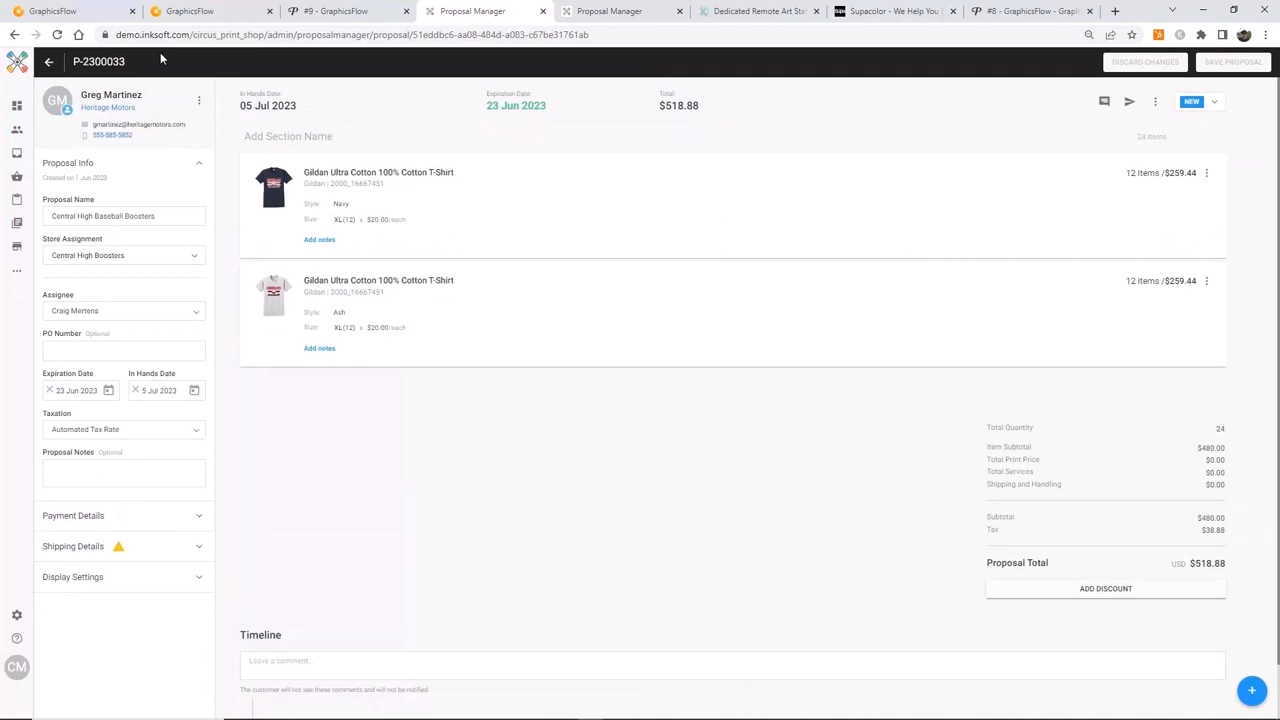 GraphicsFlow
GraphicsFlow
#9 - GraphicsFlow
Proposal Manager
Proposal Manager
Dedicated Remote Art Sta
Supacolor - We Help You
#8 - GraphicsFlow - Graph
demo.inksoft.com/circus_print_shop/admin/proposalmanager/proposal/51eddbc6-aa08-484d-a083-c67175b261ab
P-2300033
DISCARD CHANGES
SAVE PROPOSAL
GM
Greg Martinez
Heritage Motors
gmartinez@heritagemotors.com
555-585-5852
Proposal Info
Created on 1 Jun 2023
Proposal Name
Central High Baseball Boosters
Store Assignment
Central High Boosters
Assignee
Craig Mertens
PO Number Optional
Expiration Date
In Hands Date
23 Jun 2023
5 Jul 2023
Taxation
Automated Tax Rate
Proposal Notes Optional
Payment Details
Shipping Details
Display Settings
CM
In Hands Date:
05 Jul 2023
Expiration Date:
23 Jun 2023
Total:
$518.88
NEW
Add Section Name
24 Items
Gildan Ultra Cotton 100% Cotton T-Shirt
Gildan : 2000_16667451
Style: Navy
Size: XL(12) x $20.00/each
Add notes
12 Items /$259.44
Gildan Ultra Cotton 100% Cotton T-Shirt
Gildan : 2000_16667451
Style: Ash
Size: XL(12) x $20.00/each
Add notes
12 Items /$259.44
Total Quantity 24
Item Subtotal $480.00
Total Print Price $0.00
Total Services $0.00
Shipping and Handling $0.00
Subtotal $480.00
Tax $38.88
Proposal Total USD $518.88
ADD DISCOUNT
Timeline
Leave a comment...
The customer will not see these comments and will not be notified.